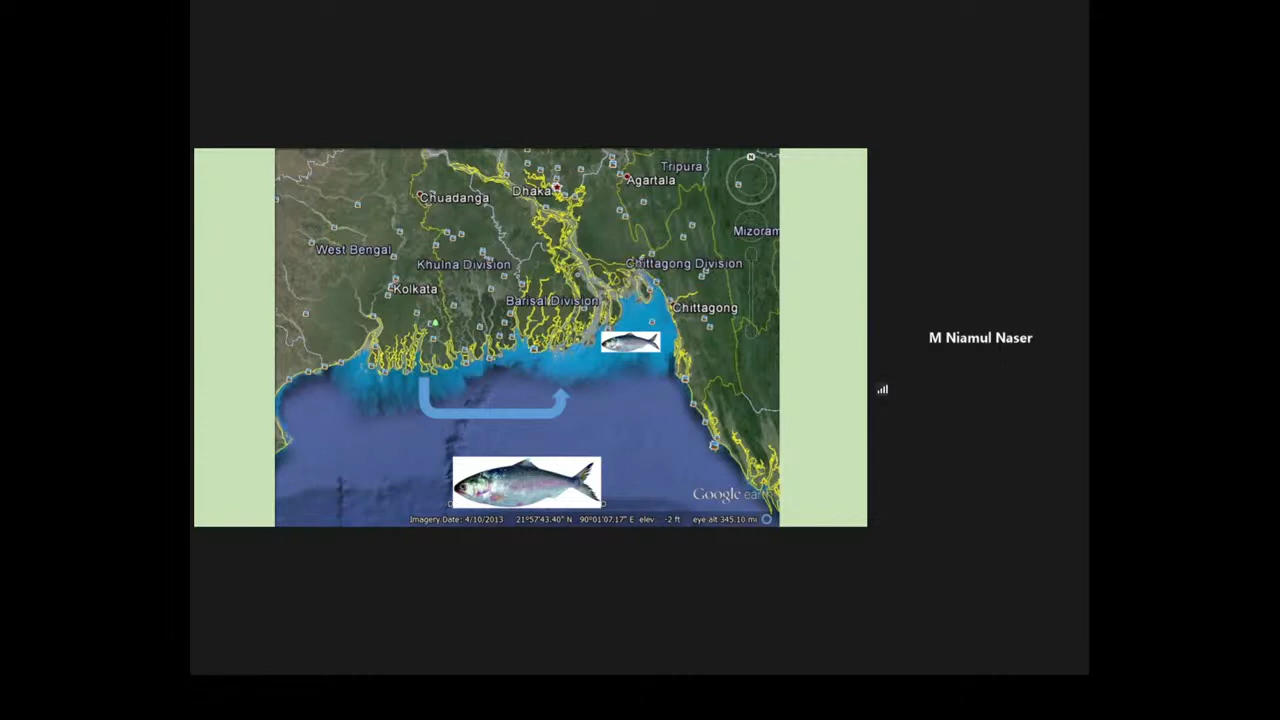 Tripura
Agartala
Dhaka
Chuadanga
Mizoram
West Bengal
Khulna Division
Chittagong Division
Kolkata
Barisal Division
Chittagong
M Niamul Naser
Google earth
Imagery Date: 4/10/2013 21°57'43.40" N 90°01'07.17" E elev -2 ft eye alt 345.10 mi
N